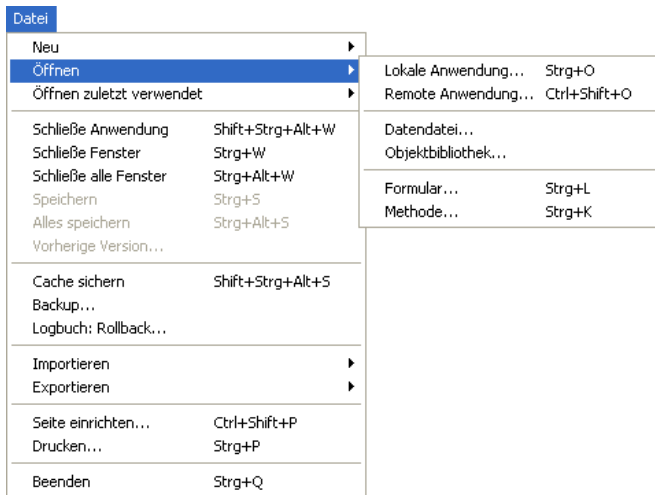 Datei
Neu
Öffnen
Öffnen zuletzt verwendet
Schließe Anwendung Shift+Strg+Alt+W
Schließe Fenster Strg+W
Schließe alle Fenster Strg+Alt+W
Speichern Strg+S
Alles speichern Strg+Alt+S
Vorherige Version...
Cache sichern Shift+Strg+Alt+S
Backup...
Logbuch: Rollback...
Importieren
Exportieren
Seite einrichten... Ctrl+Shift+P
Drucken... Strg+P
Beenden Strg+Q
Lokale Anwendung... Strg+O
Remote Anwendung... Ctrl+Shift+O
Datendatei...
Objektbibliothek...
Formular... Strg+L
Methode... Strg+K